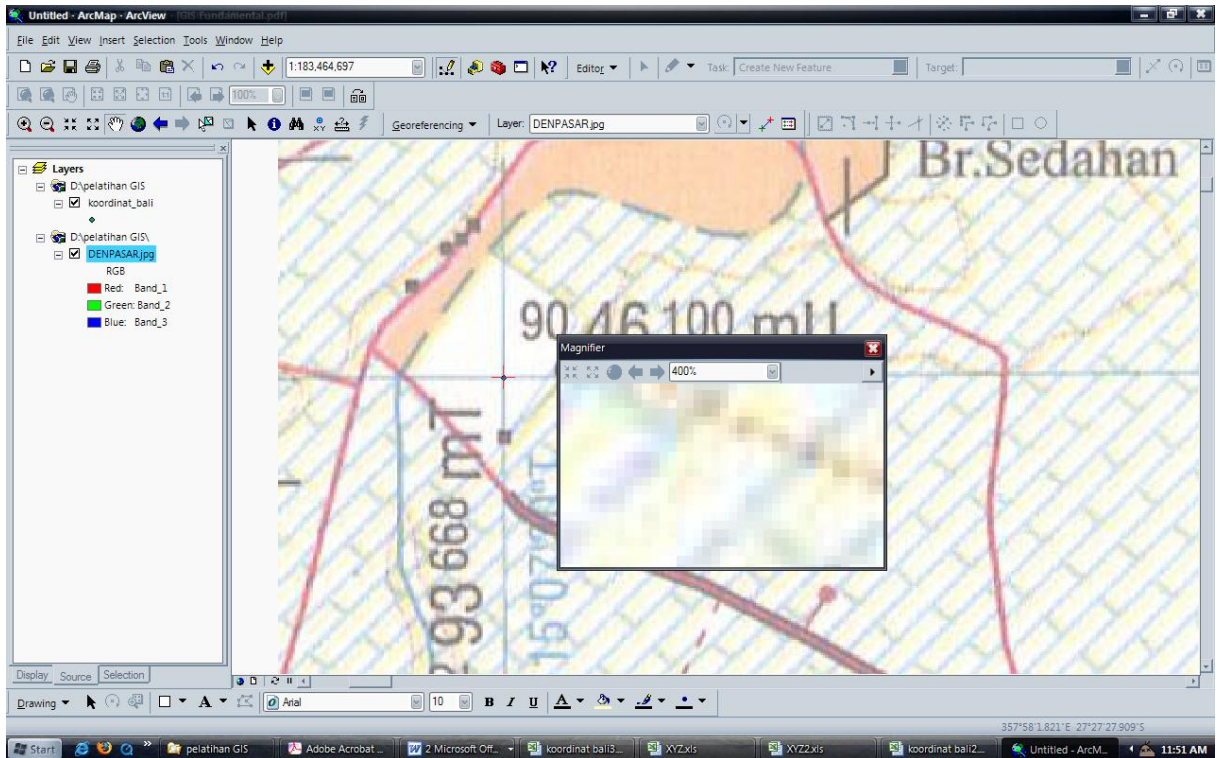 Untitled - ArcMap - ArcView - [GIS Fundamental.pdf]
File Edit View Insert Selection Tools Window Help
1:183,464,697 Editor Task: Create New Feature Target:
100%
Georeferencing Layer: DENPASAR.jpg
Layers
D:\pelatihan GIS
koordinat_bali
D:\pelatihan GIS\
DENPASAR.jpg
RGB
Red: Band_1
Green: Band_2
Blue: Band_3
Br.Sedahan
90 46 100 mU
Magnifier
400%
93 668 mT
Display Source Selection
Drawing A Arial 10 B I U A
357°58'1.821"E 27°27'27.909"S
Start pelatihan GIS Adobe Acrobat ... 2 Microsoft Off... koordinat bali3... XYZ.xls XYZ2.xls koordinat bali2... Untitled - ArcM... 11:51 AM